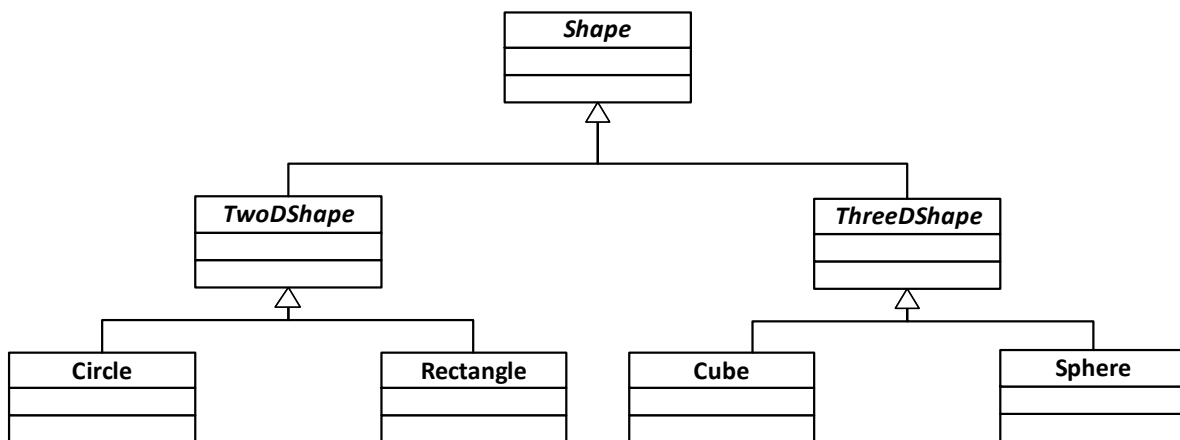 Shape
TwoDShape
ThreeDShape
Circle
Rectangle
Cube
Sphere